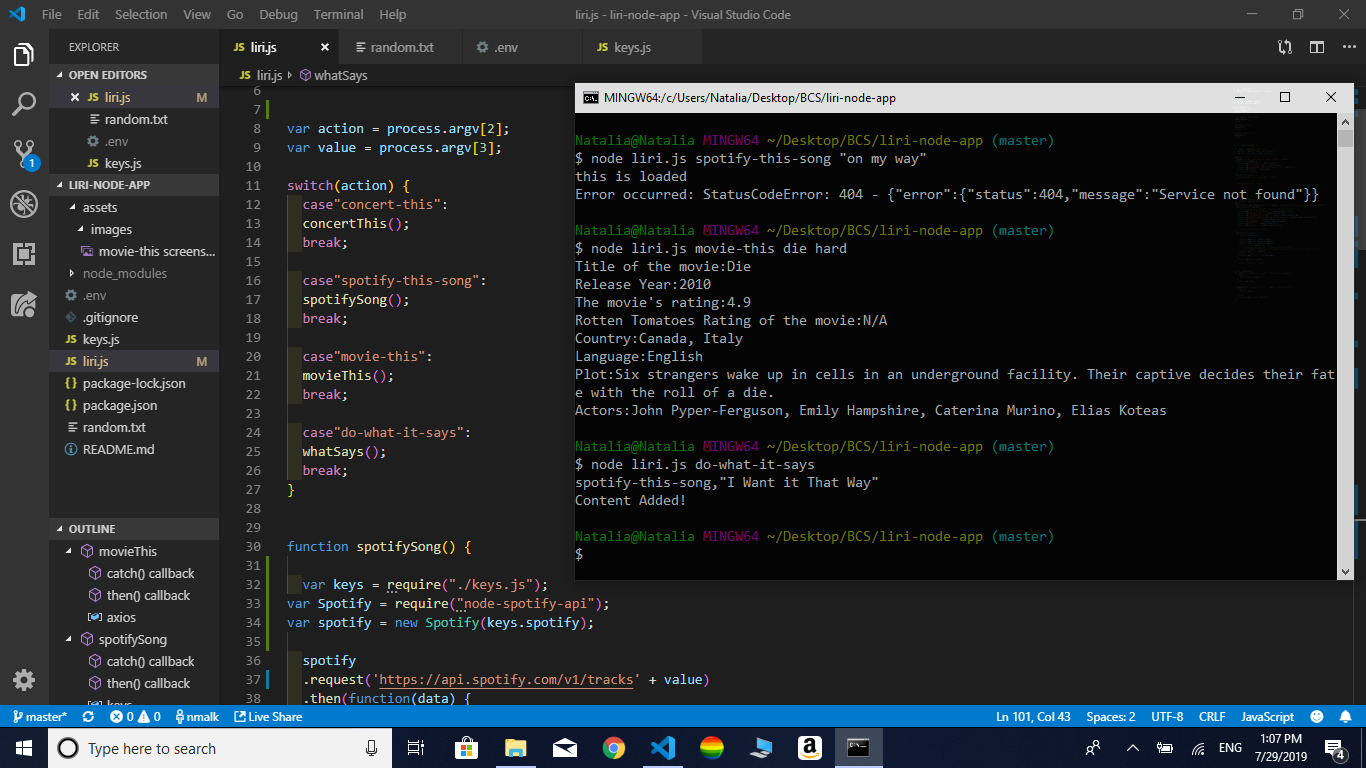 File Edit Selection View Go Debug Terminal Help
liri.js - liri-node-app - Visual Studio Code
EXPLORER
OPEN EDITORS
JS liri.js M
random.txt
.env
JS keys.js
1
LIRI-NODE-APP
assets
images
movie-this screens...
node_modules
.env
.gitignore
JS keys.js
JS liri.js M
{} package-lock.json
{} package.json
random.txt
README.md
OUTLINE
movieThis
catch() callback
then() callback
axios
spotifySong
catch() callback
then() callback
keys
JS liri.js
random.txt
.env
JS keys.js
JS liri.js whatSays
6
7
8 var action = process.argv[2];
9 var value = process.argv[3];
10
11 switch(action) {
12 case"concert-this":
13 concertThis();
14 break;
15
16 case"spotify-this-song":
17 spotifySong();
18 break;
19
20 case"movie-this":
21 movieThis();
22 break;
23
24 case"do-what-it-says":
25 whatSays();
26 break;
27 }
28
29
30 function spotifySong() {
31
32 var keys = require("./keys.js");
33 var Spotify = require("node-spotify-api");
34 var spotify = new Spotify(keys.spotify);
35
36 spotify
37 .request('https://api.spotify.com/v1/tracks' + value)
38 .then(function(data) {
MINGW64:/c/Users/Natalia/Desktop/BCS/liri-node-app
Natalia@Natalia MINGW64 ~/Desktop/BCS/liri-node-app (master)
$ node liri.js spotify-this-song "on my way"
this is loaded
Error occurred: StatusCodeError: 404 - {"error":{"status":404,"message":"Service not found"}}
Natalia@Natalia MINGW64 ~/Desktop/BCS/liri-node-app (master)
$ node liri.js movie-this die hard
Title of the movie:Die
Release Year:2010
The movie's rating:4.9
Rotten Tomatoes Rating of the movie:N/A
Country:Canada, Italy
Language:English
Plot:Six strangers wake up in cells in an underground facility. Their captive decides their fat
e with the roll of a die.
Actors:John Pyper-Ferguson, Emily Hampshire, Caterina Murino, Elias Koteas
Natalia@Natalia MINGW64 ~/Desktop/BCS/liri-node-app (master)
$ node liri.js do-what-it-says
spotify-this-song,"I Want it That Way"
Content Added!
Natalia@Natalia MINGW64 ~/Desktop/BCS/liri-node-app (master)
$
master* 0 0 nmalk Live Share
Ln 101, Col 43 Spaces: 2 UTF-8 CRLF JavaScript
Type here to search
ENG
1:07 PM
7/29/2019
4